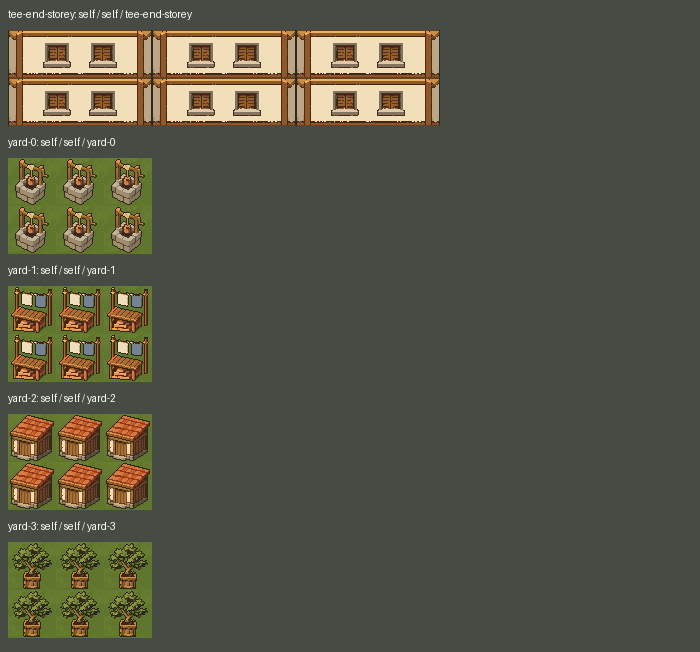 tee-end-storey: self / self / tee-end-storey
yard-0: self / self / yard-0
yard-1: self / self / yard-1
yard-2: self / self / yard-2
yard-3: self / self / yard-3